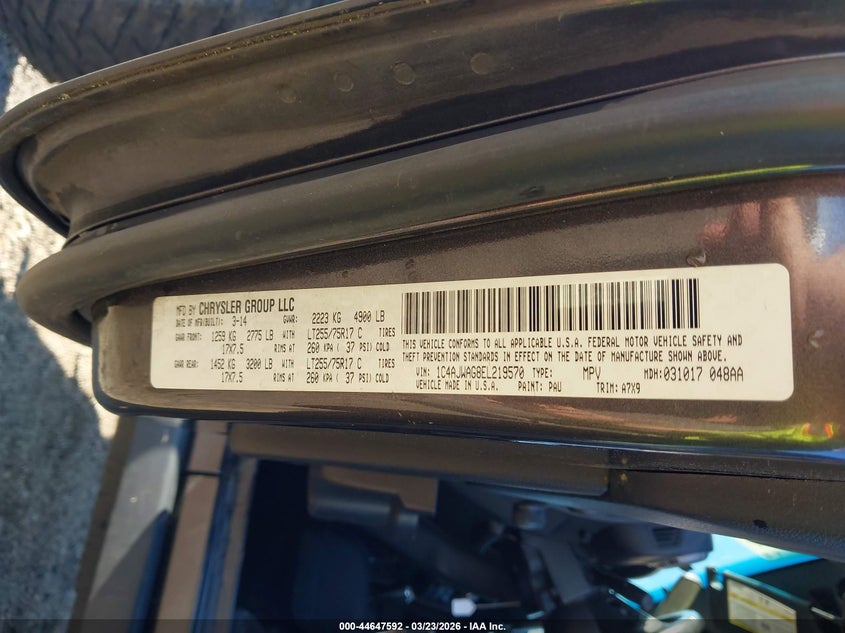 MFD BY CHRYSLER GROUP LLC
DATE OF MFR(BUILT): 3-14 GVWR: 2223 KG 4900 LB
GAWR FRONT: 1259 KG 2775 LB WITH LT255/75R17 C TIRES
17X7.5 RIMS AT 260 KPA ( 37 PSI) COLD
GAWR REAR: 1452 KG 3200 LB WITH LT255/75R17 C TIRES
17X7.5 RIMS AT 260 KPA ( 37 PSI) COLD
THIS VEHICLE CONFORMS TO ALL APPLICABLE U.S.A. FEDERAL MOTOR VEHICLE SAFETY AND
THEFT PREVENTION STANDARDS IN EFFECT ON THE DATE OF MANUFACTURE SHOWN ABOVE.
VIN: 1C4AJWAG8EL219570 TYPE: MPV MDH:031017 048AA
VEHICLE MADE IN U.S.A. PAINT: PAU TRIM: A7X9
000-44647592 - 03/23/2026 - IAA Inc.